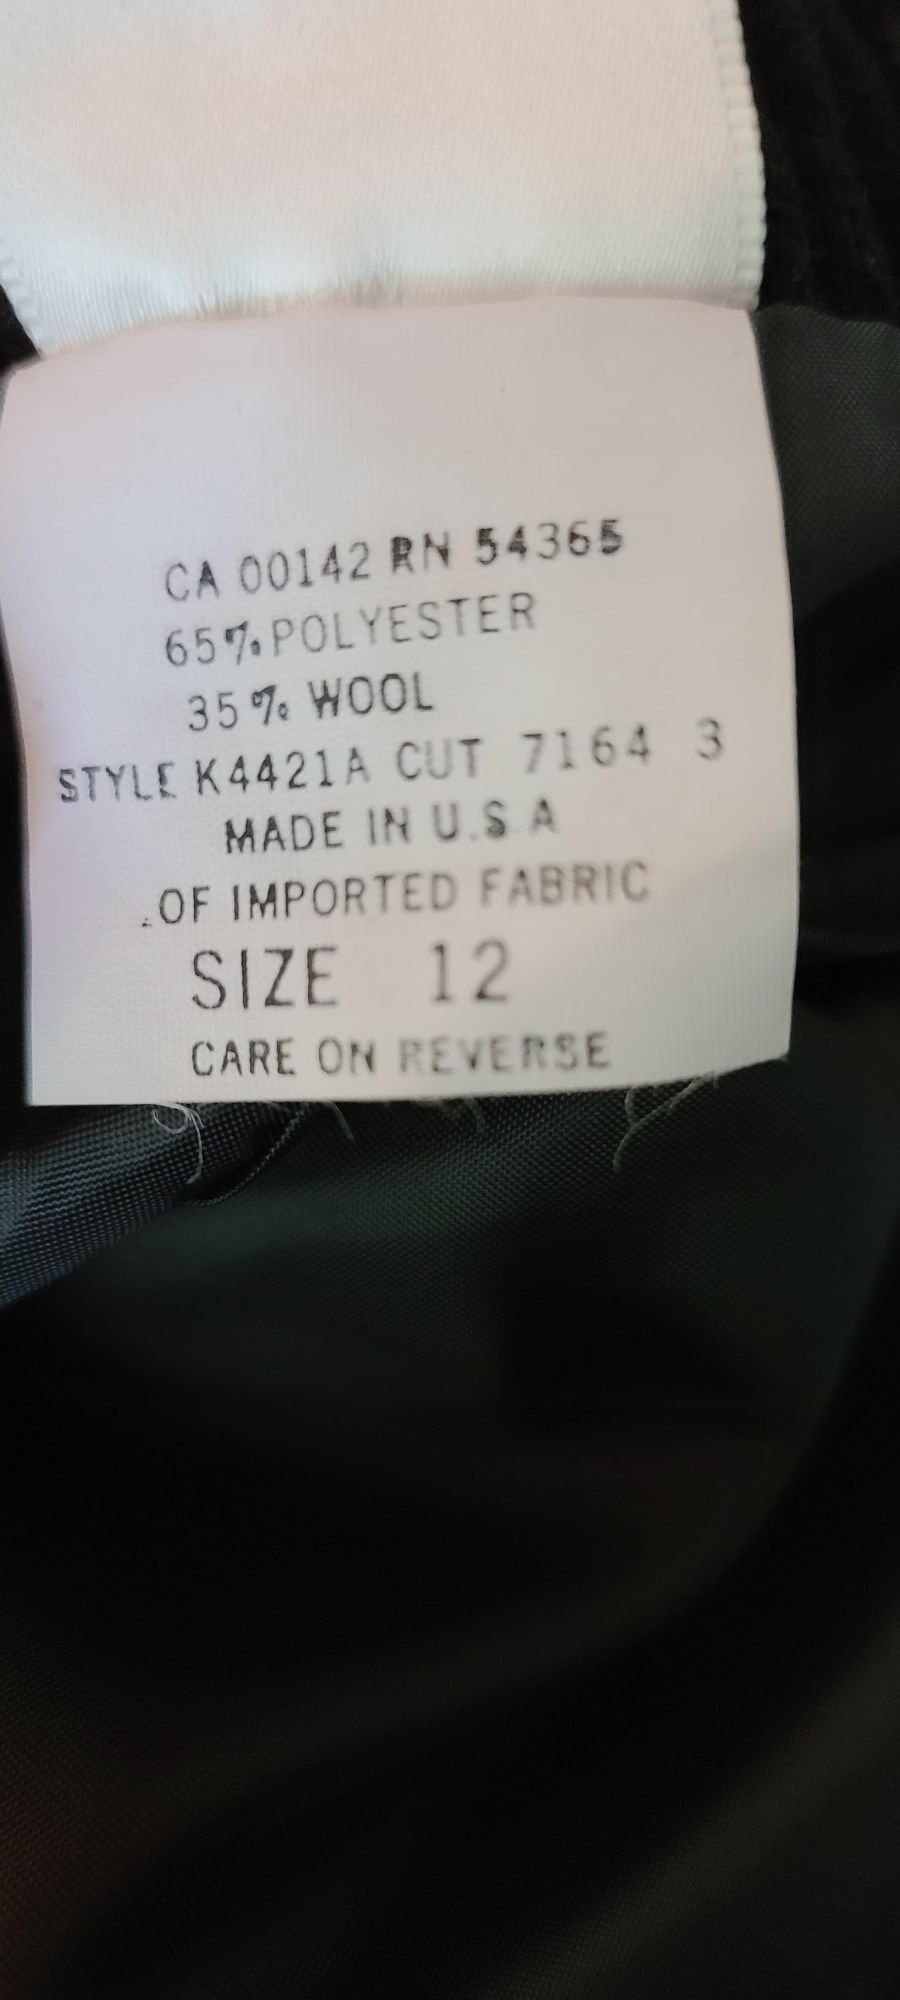 CA 00142 RN 54365
65% POLYESTER
35% WOOL
STYLE K4421A CUT 7164 3
MADE IN U.S.A
OF IMPORTED FABRIC
SIZE 12
CARE ON REVERSE